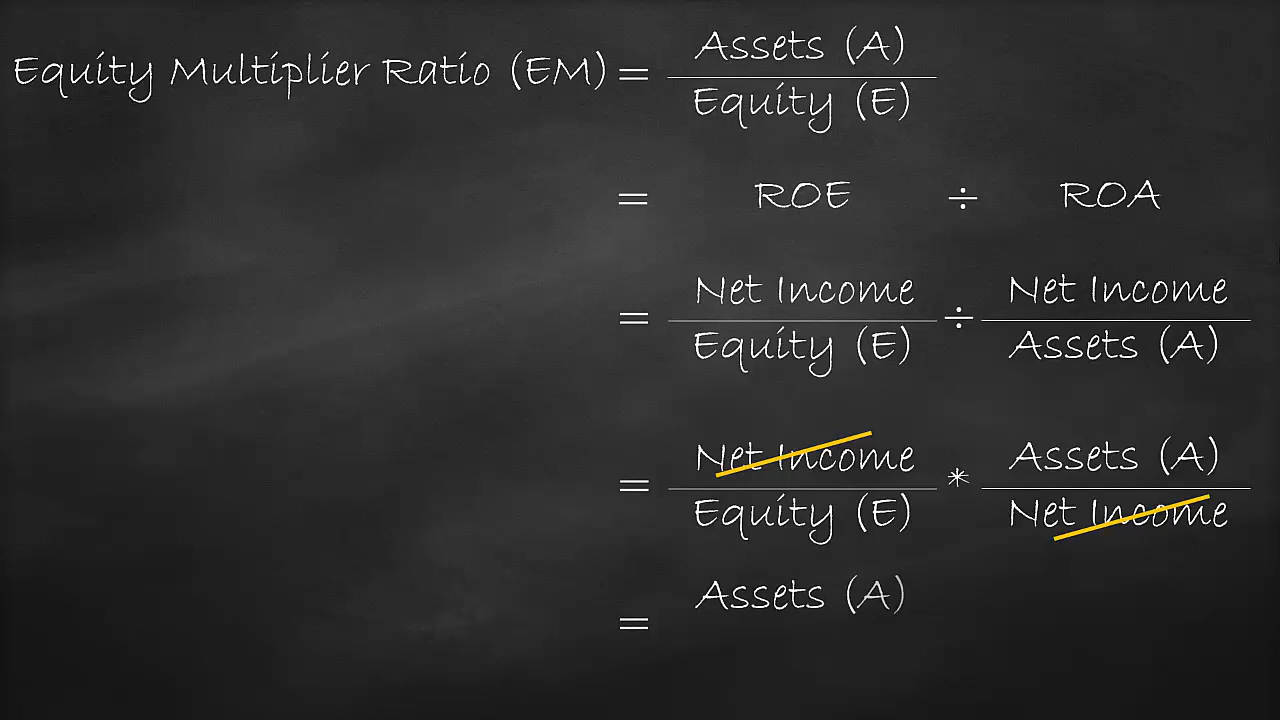 Equity Multiplier Ratio (EM) = Assets (A)
Equity (E)
= ROE ÷ ROA
= Net Income ÷ Net Income
Equity (E) Assets (A)
= Net Income * Assets (A)
Equity (E) Net Income
= Assets (A)